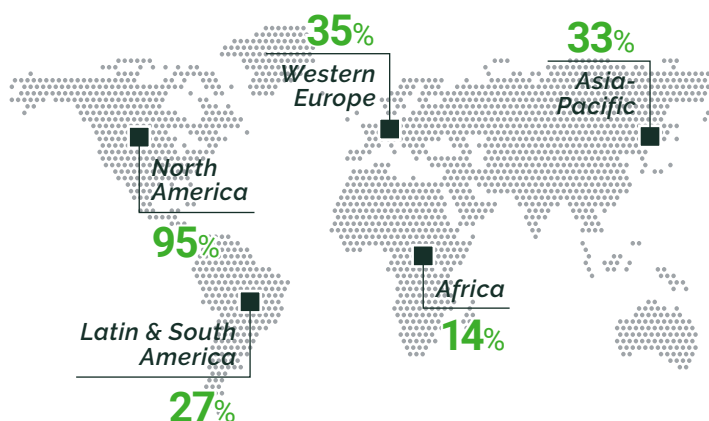 35%
Western
Europe
33%
Asia-
Pacific
North
America
95%
Africa
14%
Latin & South
America
27%